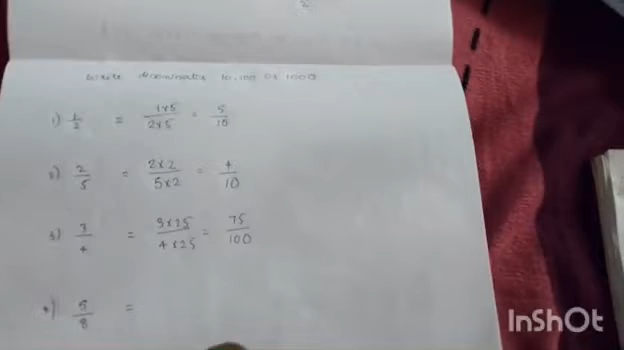 write denominator 10, 100 or 1000
1) 1/2 = 1x5/2x5 = 5/10
2) 2/5 = 2x2/5x2 = 4/10
3) 3/4 = 3x25/4x25 = 75/100
4) 5/8 =
InShOt